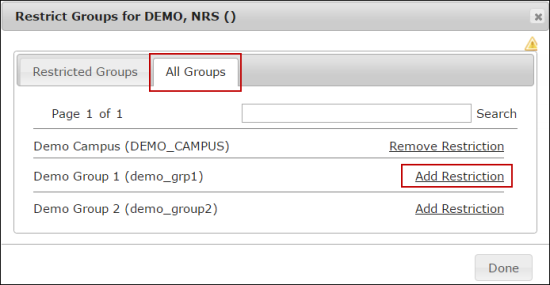 Restrict Groups for DEMO, NRS ()
Restricted Groups All Groups
Page 1 of 1 Search
Demo Campus (DEMO_CAMPUS) Remove Restriction
Demo Group 1 (demo_grp1) Add Restriction
Demo Group 2 (demo_group2) Add Restriction
Done